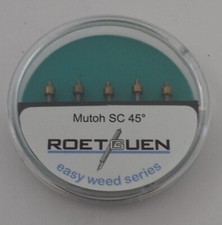 Mutoh SC 45°
ROETGUEN
easy weed series